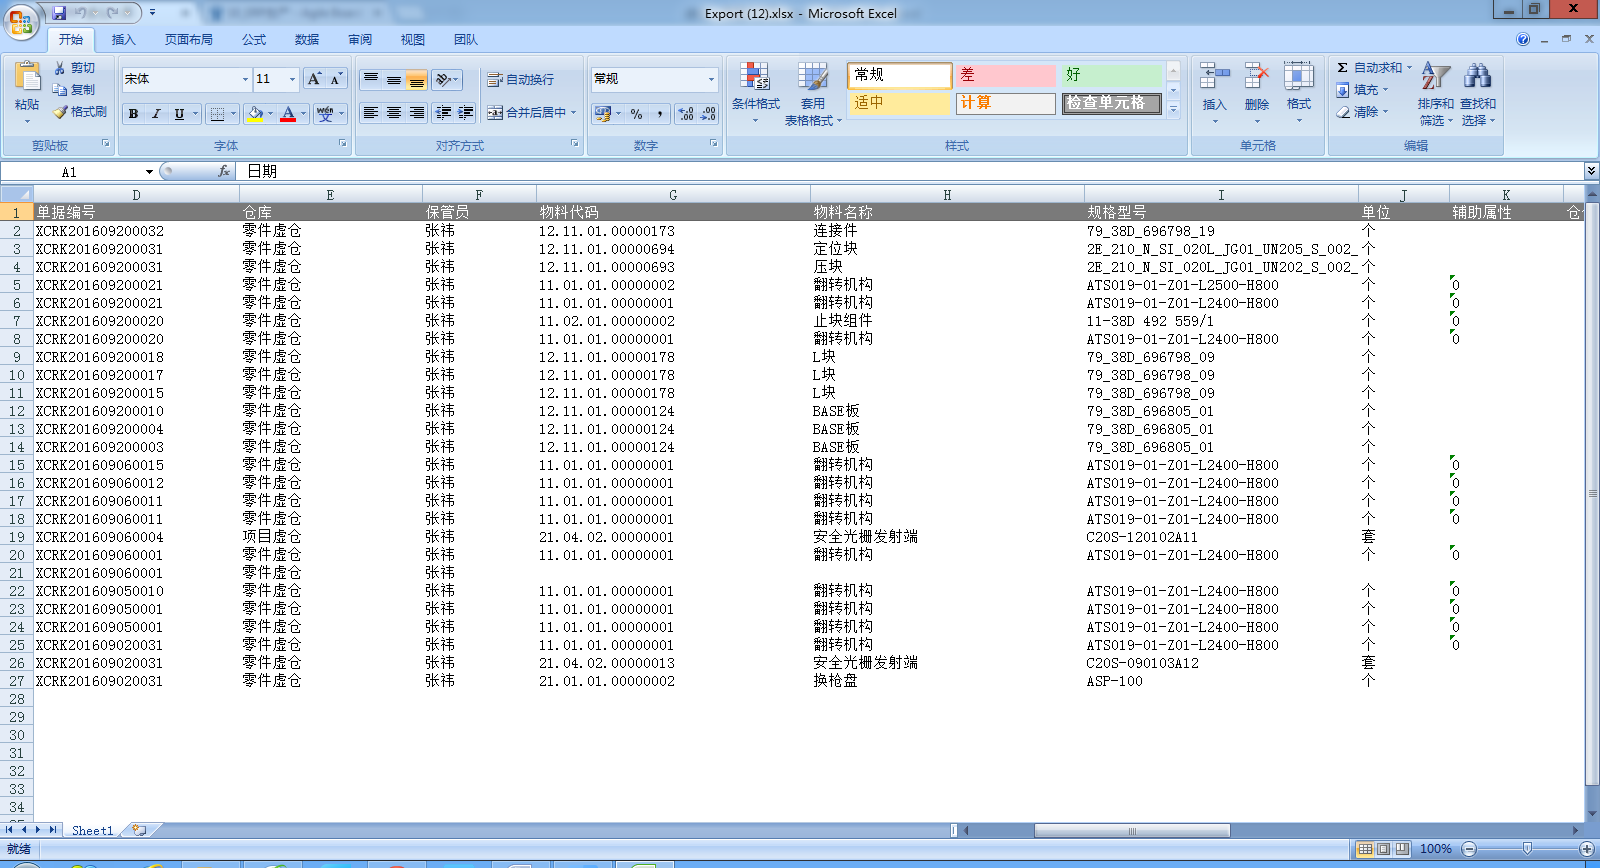 Export (12).xlsx - Microsoft Excel
开始 插入 页面布局 公式 数据 审阅 视图 团队
粘贴 剪切 复制 格式刷 剪贴板
宋体 11 B I U 字体
自动换行 合并后居中 对齐方式
常规 % , 数字
条件格式 套用表格格式 常规 差 好 适中 计算 检查单元格 样式
插入 删除 格式 单元格
Σ 自动求和 填充 清除 排序和筛选 查找和选择 编辑
A1 fx 日期
D E F G H I J K
1 单据编号 仓库 保管员 物料代码 物料名称 规格型号 单位 辅助属性 仓
2 XCRK201609200032 零件虚仓 张祎 12.11.01.00000173 连接件 79_38D_696798_19 个
3 XCRK201609200031 零件虚仓 张祎 12.11.01.00000694 定位块 2E_210_N_SI_020L_JG01_UN205_S_002_ 个
4 XCRK201609200031 零件虚仓 张祎 12.11.01.00000693 压块 2E_210_N_SI_020L_JG01_UN202_S_002_ 个
5 XCRK201609200021 零件虚仓 张祎 11.01.01.00000002 翻转机构 ATS019-01-Z01-L2500-H800 个 0
6 XCRK201609200021 零件虚仓 张祎 11.01.01.00000001 翻转机构 ATS019-01-Z01-L2400-H800 个 0
7 XCRK201609200020 零件虚仓 张祎 11.02.01.00000002 止块组件 11-38D 492 559/1 个 0
8 XCRK201609200020 零件虚仓 张祎 11.01.01.00000001 翻转机构 ATS019-01-Z01-L2400-H800 个 0
9 XCRK201609200018 零件虚仓 张祎 12.11.01.00000178 L块 79_38D_696798_09 个
10 XCRK201609200017 零件虚仓 张祎 12.11.01.00000178 L块 79_38D_696798_09 个
11 XCRK201609200015 零件虚仓 张祎 12.11.01.00000178 L块 79_38D_696798_09 个
12 XCRK201609200010 零件虚仓 张祎 12.11.01.00000124 BASE板 79_38D_696805_01 个
13 XCRK201609200004 零件虚仓 张祎 12.11.01.00000124 BASE板 79_38D_696805_01 个
14 XCRK201609200003 零件虚仓 张祎 12.11.01.00000124 BASE板 79_38D_696805_01 个
15 XCRK201609060015 零件虚仓 张祎 11.01.01.00000001 翻转机构 ATS019-01-Z01-L2400-H800 个 0
16 XCRK201609060012 零件虚仓 张祎 11.01.01.00000001 翻转机构 ATS019-01-Z01-L2400-H800 个 0
17 XCRK201609060011 零件虚仓 张祎 11.01.01.00000001 翻转机构 ATS019-01-Z01-L2400-H800 个 0
18 XCRK201609060011 零件虚仓 张祎 11.01.01.00000001 翻转机构 ATS019-01-Z01-L2400-H800 个 0
19 XCRK201609060004 项目虚仓 张祎 21.04.02.00000001 安全光栅发射端 C20S-120102A11 套
20 XCRK201609060001 零件虚仓 张祎 11.01.01.00000001 翻转机构 ATS019-01-Z01-L2400-H800 个 0
21 XCRK201609060001 零件虚仓 张祎
22 XCRK201609050010 零件虚仓 张祎 11.01.01.00000001 翻转机构 ATS019-01-Z01-L2400-H800 个 0
23 XCRK201609050001 零件虚仓 张祎 11.01.01.00000001 翻转机构 ATS019-01-Z01-L2400-H800 个 0
24 XCRK201609050001 零件虚仓 张祎 11.01.01.00000001 翻转机构 ATS019-01-Z01-L2400-H800 个 0
25 XCRK201609020031 零件虚仓 张祎 11.01.01.00000001 翻转机构 ATS019-01-Z01-L2400-H800 个 0
26 XCRK201609020031 零件虚仓 张祎 21.04.02.00000013 安全光栅发射端 C20S-090103A12 套
27 XCRK201609020031 零件虚仓 张祎 21.01.01.00000002 换枪盘 ASP-100 个
28
29
30
31
32
33
34
Sheet1
就绪 100%